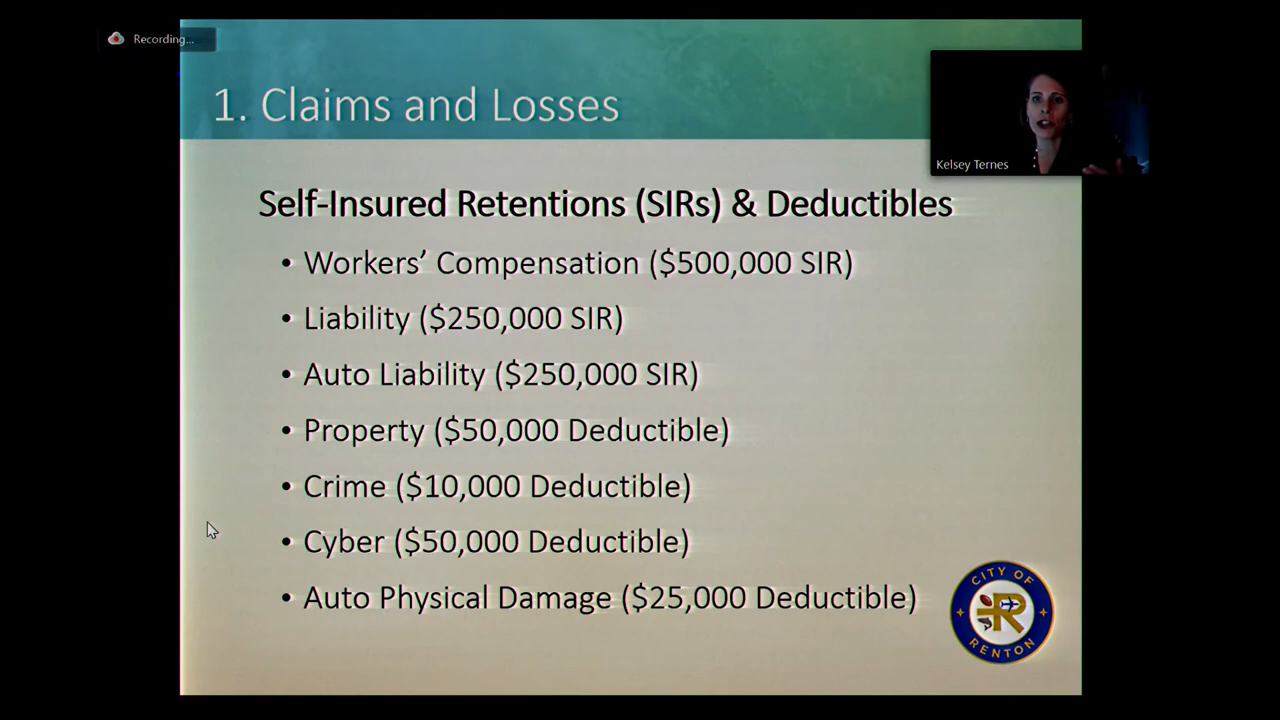 Recording...
1. Claims and Losses
Kelsey Ternes
Self-Insured Retentions (SIRs) & Deductibles
• Workers’ Compensation ($500,000 SIR)
• Liability ($250,000 SIR)
• Auto Liability ($250,000 SIR)
• Property ($50,000 Deductible)
• Crime ($10,000 Deductible)
• Cyber ($50,000 Deductible)
• Auto Physical Damage ($25,000 Deductible)
CITY OF
R
RENTON